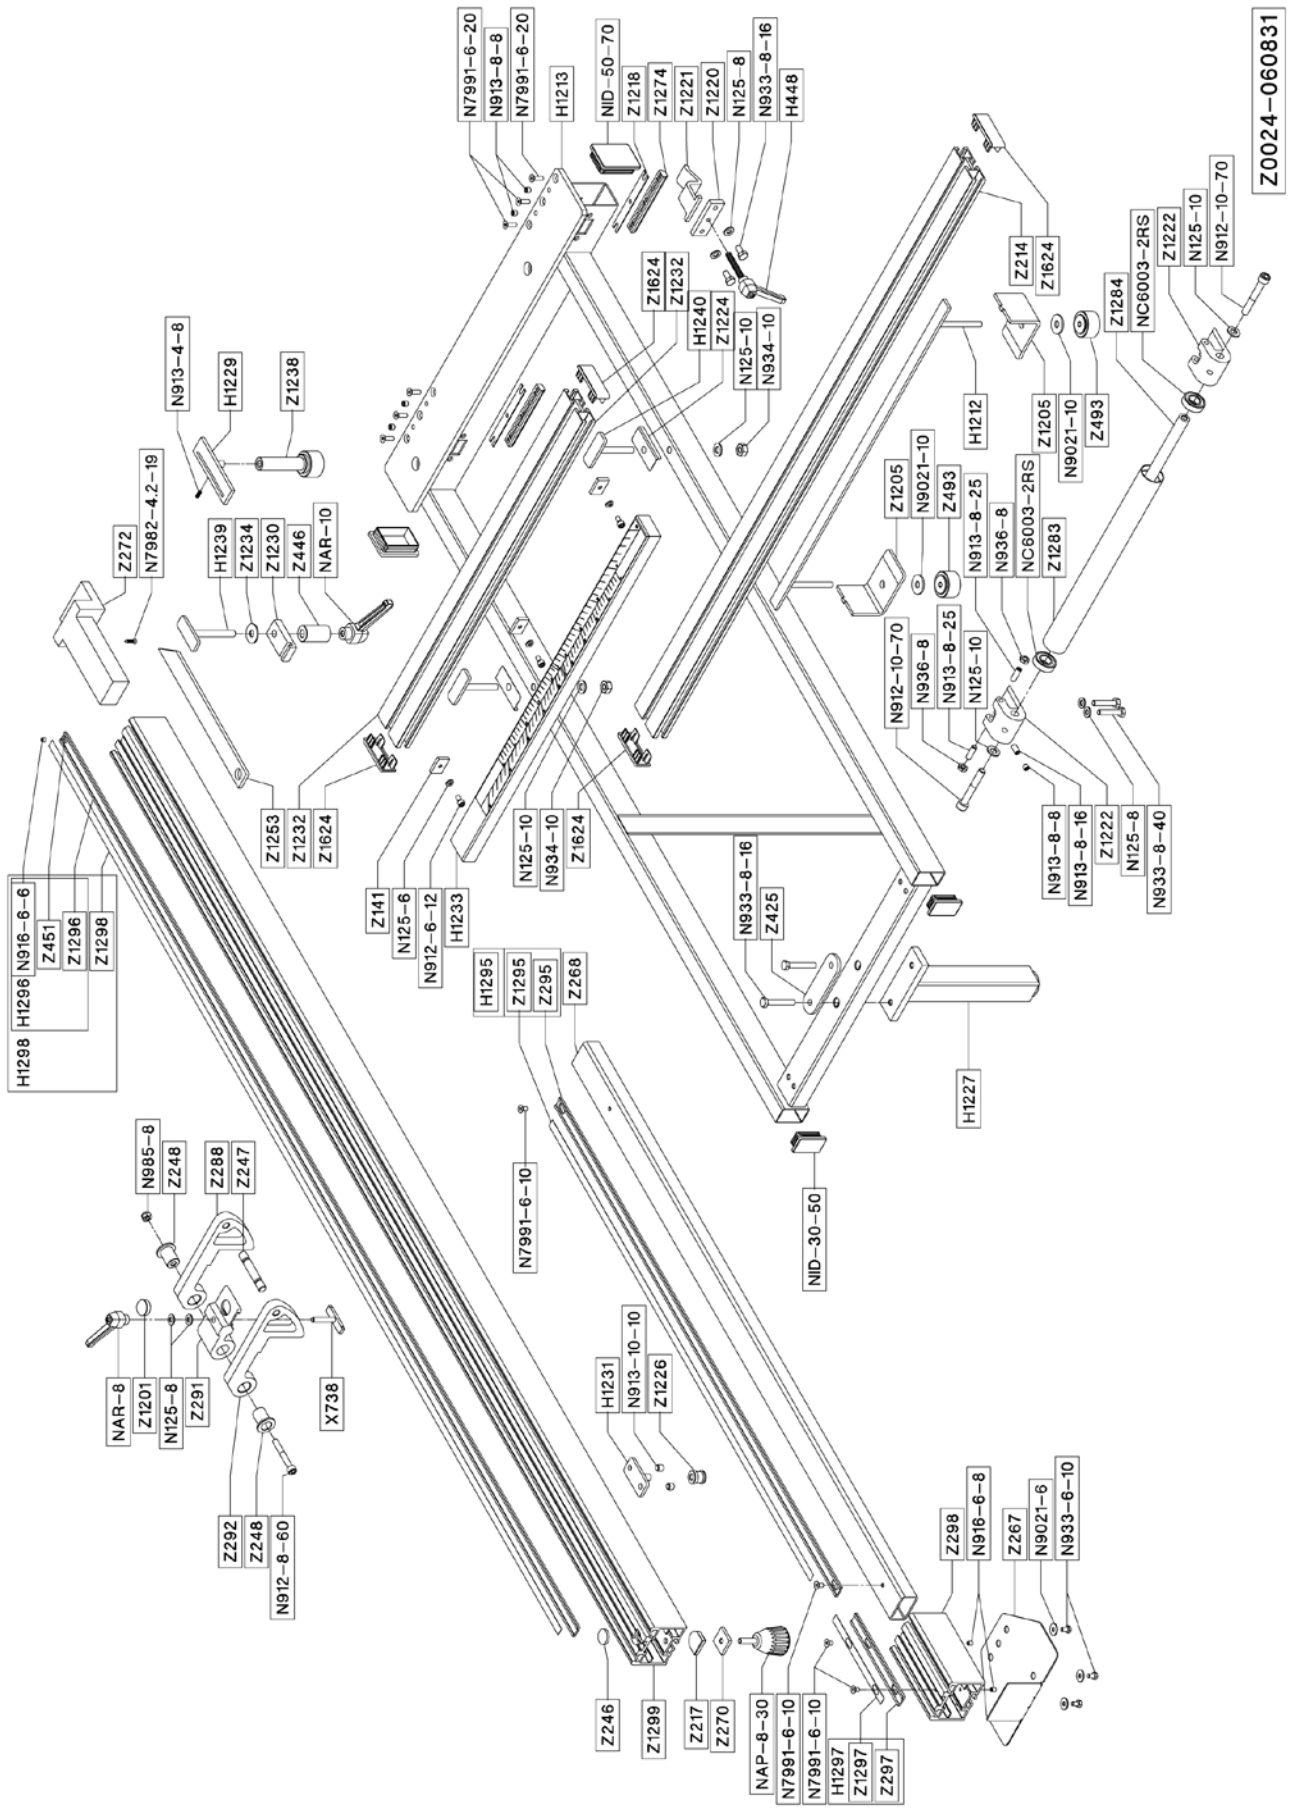 Z0024-060831
N7991-6-20
N913-8-8
N7991-6-20
H1213
NID-50-70
Z1218
Z1274
Z1221
Z1220
N125-8
N933-8-16
H448
N913-4-8
H1229
Z1238
Z1624
Z1232
H1240
Z1224
N125-10
N934-10
Z214
Z1624
Z1284
NC6003-2RS
Z1222
N125-10
N912-10-70
H1212
Z1205
N9021-10
Z493
Z272
N7982-4.2-19
H1239
Z1234
Z1230
Z446
NAR-10
Z1205
N9021-10
Z493
N913-8-25
N936-8
NC6003-2RS
Z1283
N912-10-70
N936-8
N913-8-25
N125-10
Z1253
Z1232
Z1624
N125-10
N934-10
Z1624
N913-8-8
N913-8-16
Z1222
N125-8
N933-8-40
Z141
N125-6
N912-6-12
H1233
N933-8-16
Z425
H1298
H1296
N916-6-6
Z451
Z1296
Z1298
H1295
Z1295
Z295
Z268
H1227
N7991-6-10
NID-30-50
N985-8
Z248
Z288
Z247
NAR-8
Z1201
N125-8
Z291
X738
Z292
Z248
N912-8-60
H1231
N913-10-10
Z1226
Z246
Z1299
Z217
Z270
NAP-8-30
N7991-6-10
N7991-6-10
H1297
Z1297
Z297
Z298
N916-6-8
Z267
N9021-6
N933-6-10